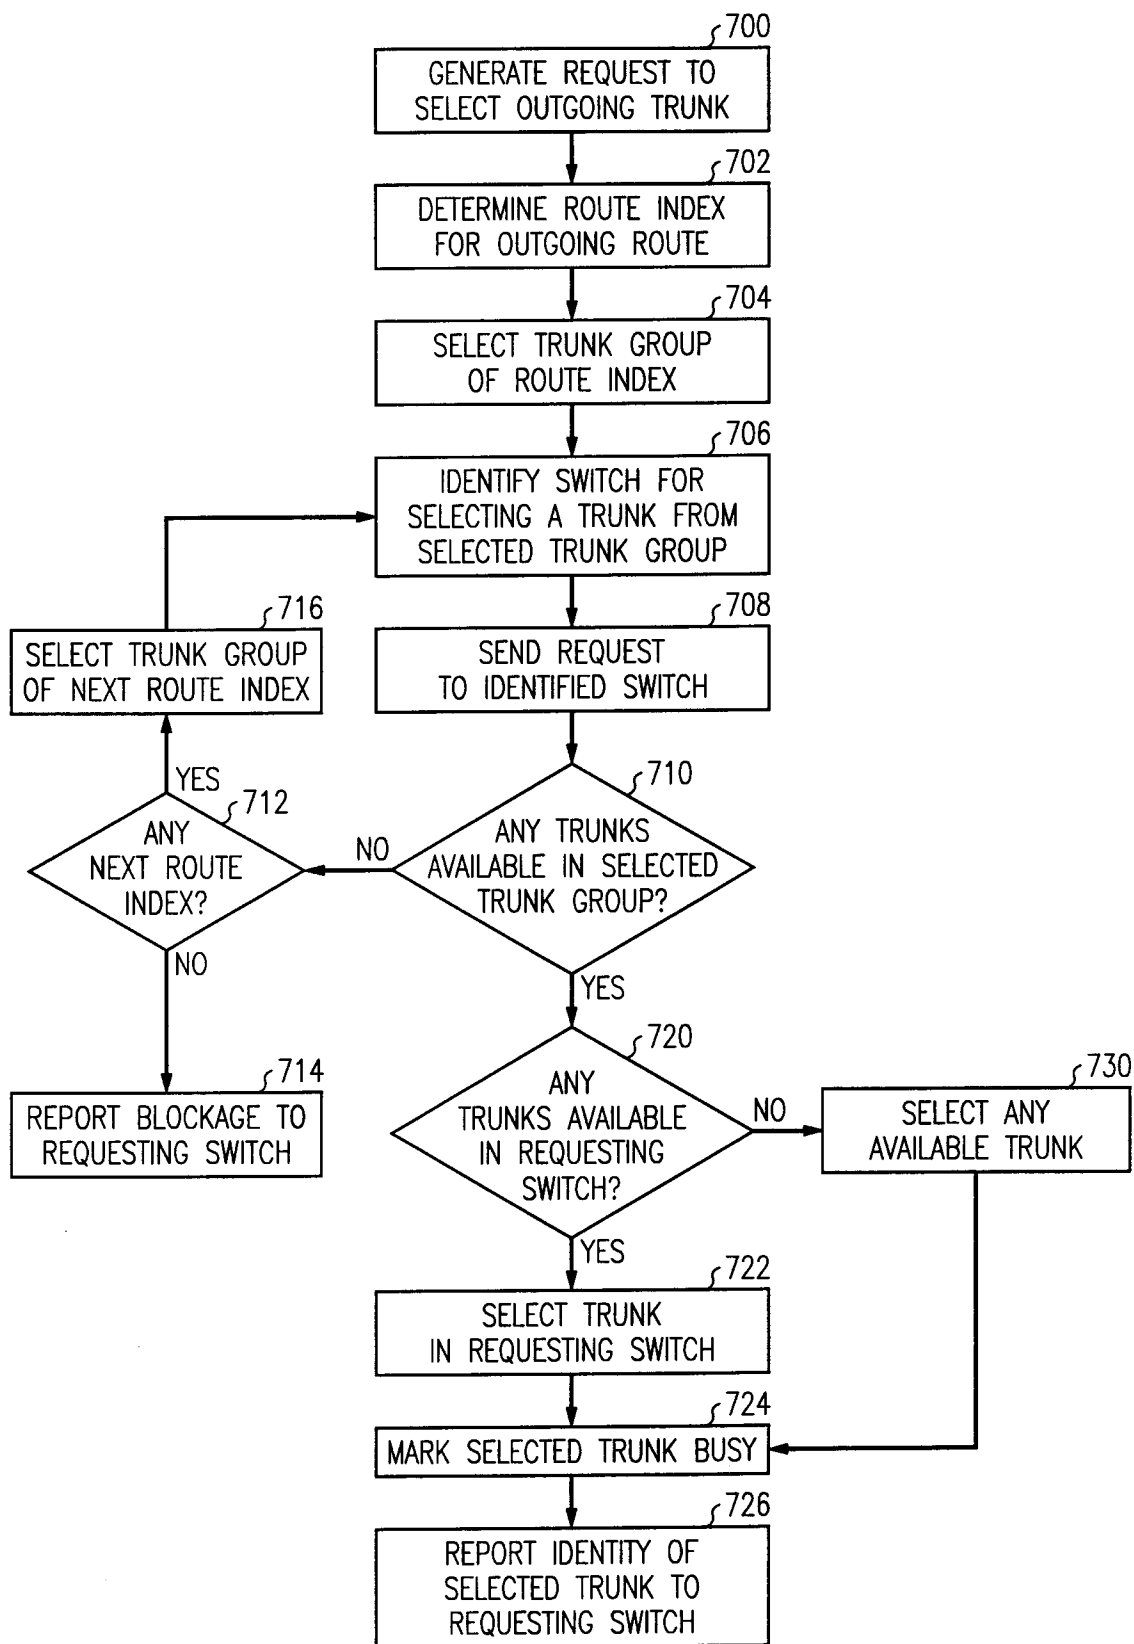 700
GENERATE REQUEST TO
SELECT OUTGOING TRUNK
702
DETERMINE ROUTE INDEX
FOR OUTGOING ROUTE
704
SELECT TRUNK GROUP
OF ROUTE INDEX
706
IDENTIFY SWITCH FOR
SELECTING A TRUNK FROM
SELECTED TRUNK GROUP
716
SELECT TRUNK GROUP
OF NEXT ROUTE INDEX
708
SEND REQUEST
TO IDENTIFIED SWITCH
YES
712
ANY
NEXT ROUTE
INDEX?
NO
710
ANY TRUNKS
AVAILABLE IN SELECTED
TRUNK GROUP?
NO
YES
714
REPORT BLOCKAGE TO
REQUESTING SWITCH
720
ANY
TRUNKS AVAILABLE
IN REQUESTING
SWITCH?
NO
730
SELECT ANY
AVAILABLE TRUNK
YES
722
SELECT TRUNK
IN REQUESTING SWITCH
724
MARK SELECTED TRUNK BUSY
726
REPORT IDENTITY OF
SELECTED TRUNK TO
REQUESTING SWITCH